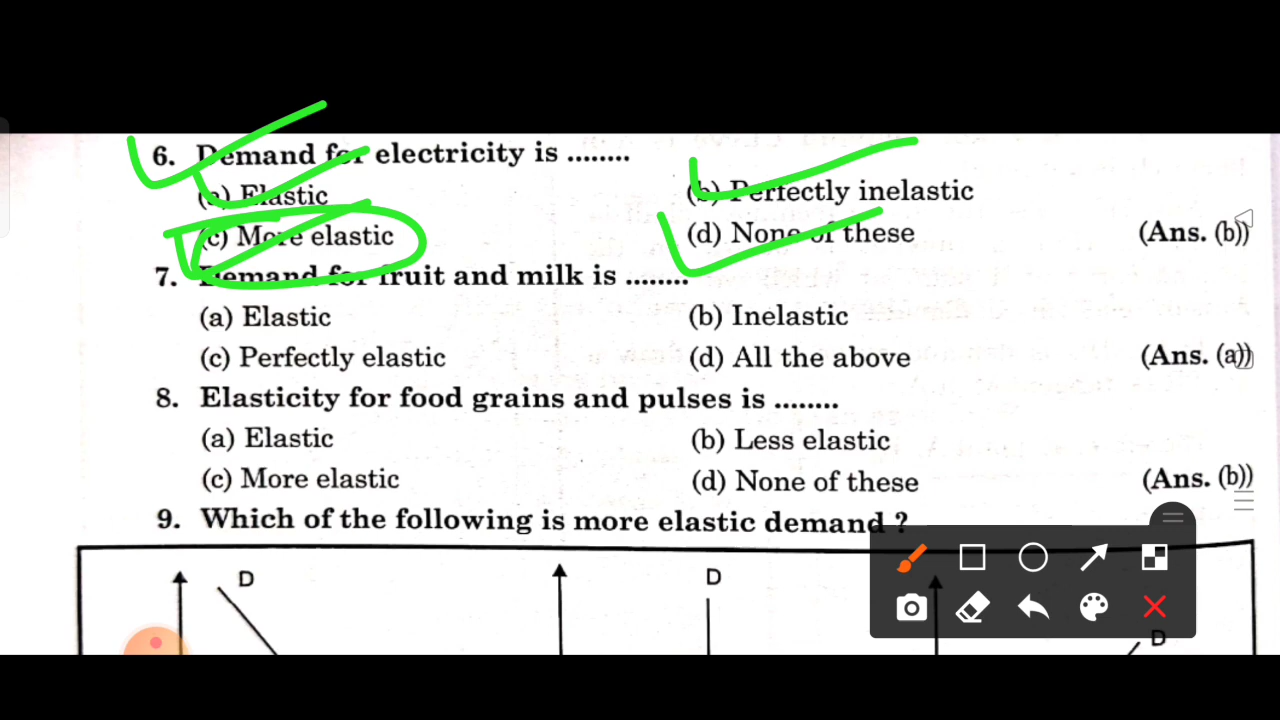 6. Demand for electricity is ........
(a) Elastic (b) Perfectly inelastic
(c) More elastic (d) None of these (Ans. (b))
7. Demand for fruit and milk is ........
(a) Elastic (b) Inelastic
(c) Perfectly elastic (d) All the above (Ans. (a))
8. Elasticity for food grains and pulses is ........
(a) Elastic (b) Less elastic
(c) More elastic (d) None of these (Ans. (b))
9. Which of the following is more elastic demand ?
D D
D